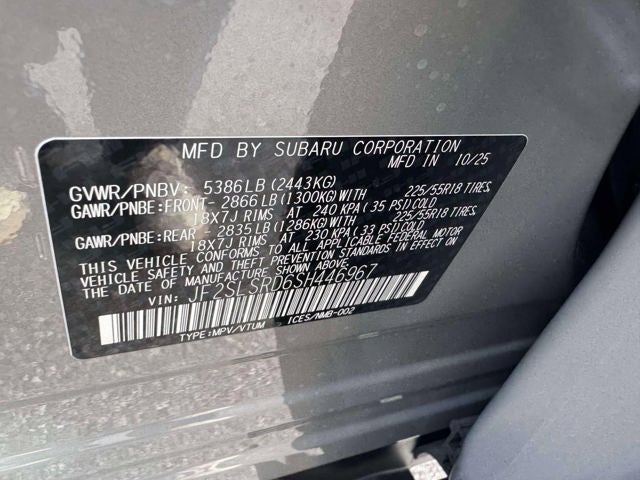 MFD BY SUBARU CORPORATION
MFD IN 10/25
GVWR/PNBV: 5386LB (2443KG)
GAWR/PNBE:FRONT- 2866LB (1300KG)WITH 225/55R18 TIRES,
18X7J RIMS AT 240 KPA (35 PSI)COLD
GAWR/PNBE:REAR - 2835LB (1286KG)WITH 225/55R18 TIRES,
18X7J RIMS AT 230 KPA (33 PSI)COLD
THIS VEHICLE CONFORMS TO ALL APPLICABLE FEDERAL MOTOR
VEHICLE SAFETY AND THEFT PREVENTION STANDARDS IN EFFECT ON
THE DATE OF MANUFACTURE SHOWN ABOVE.
VIN: JF2SLSRD6SH446967
TYPE:MPV/VTUM ICES/NMB-002